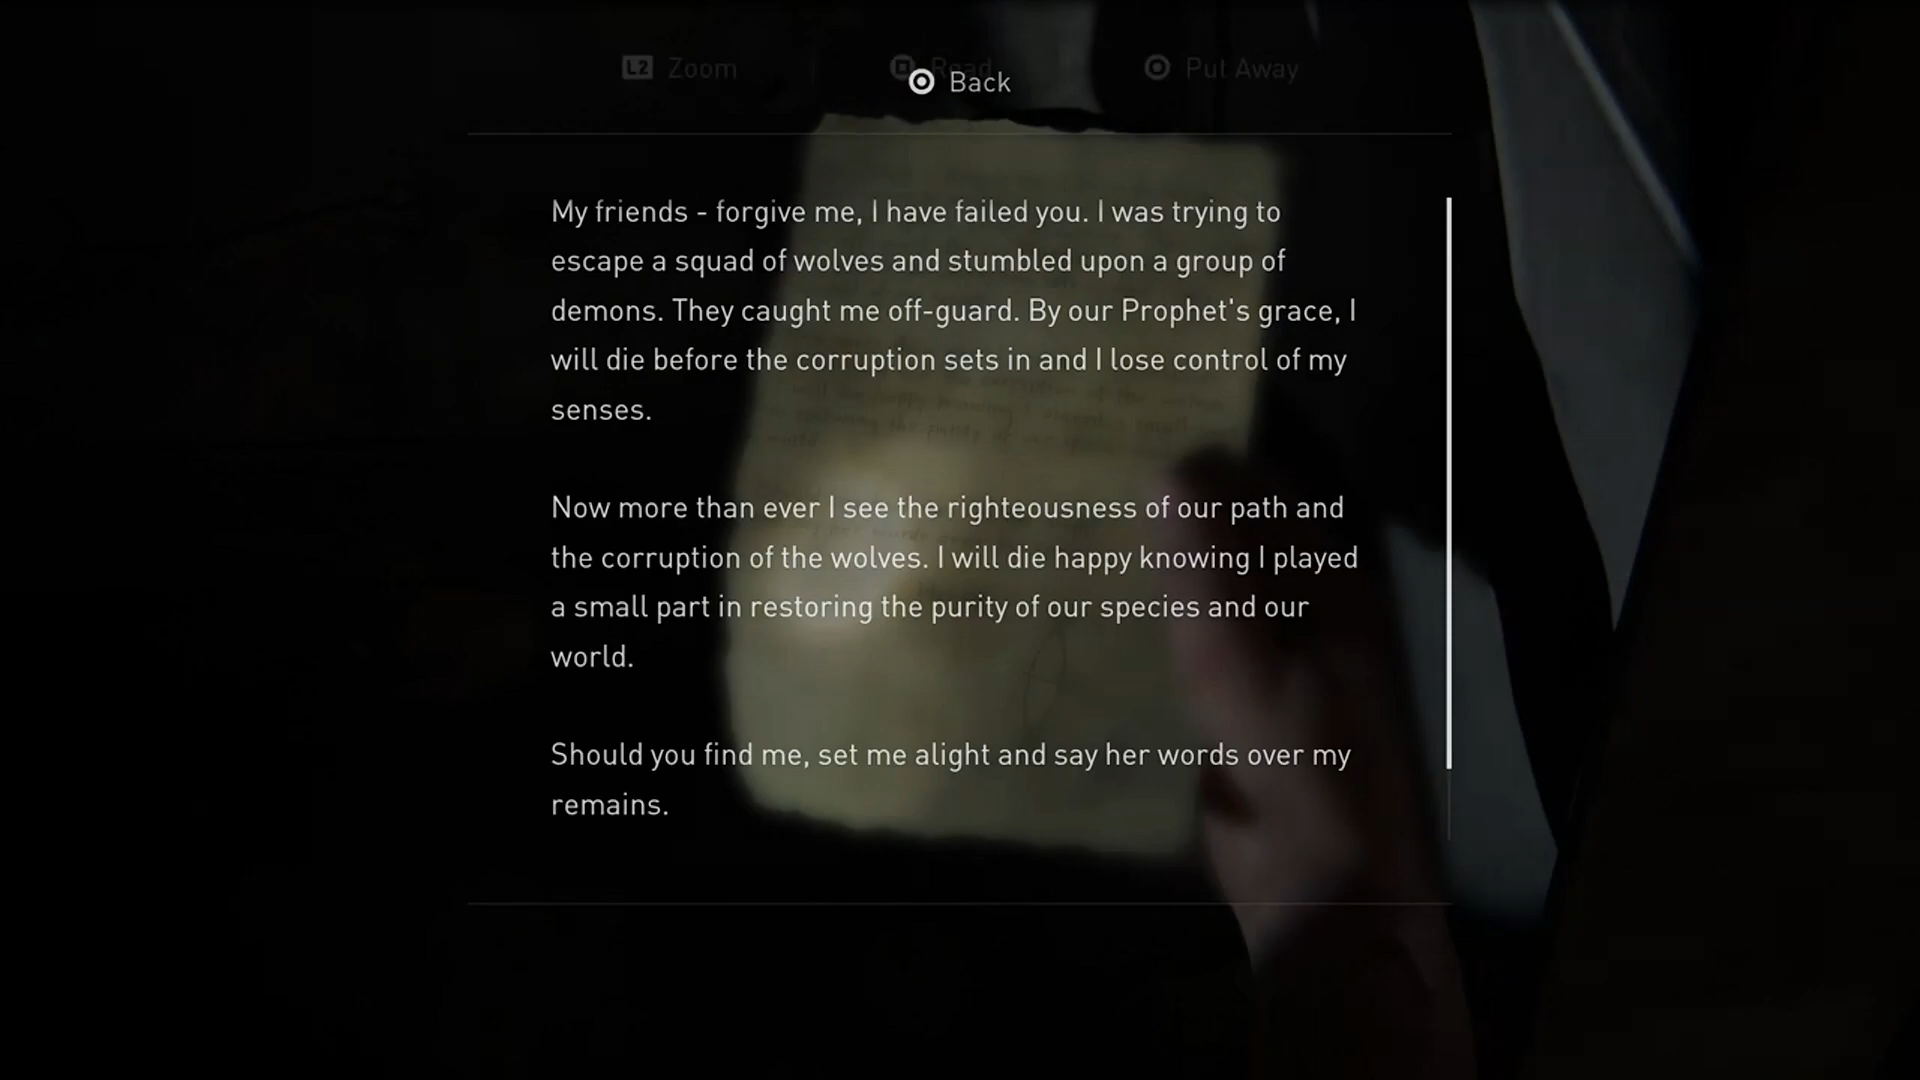 L2 Zoom
Read
Put Away
Back
My friends - forgive me, I have failed you. I was trying to
escape a squad of wolves and stumbled upon a group of
demons. They caught me off-guard. By our Prophet's grace, I
will die before the corruption sets in and I lose control of my
senses.
Now more than ever I see the righteousness of our path and
the corruption of the wolves. I will die happy knowing I played
a small part in restoring the purity of our species and our
world.
Should you find me, set me alight and say her words over my
remains.